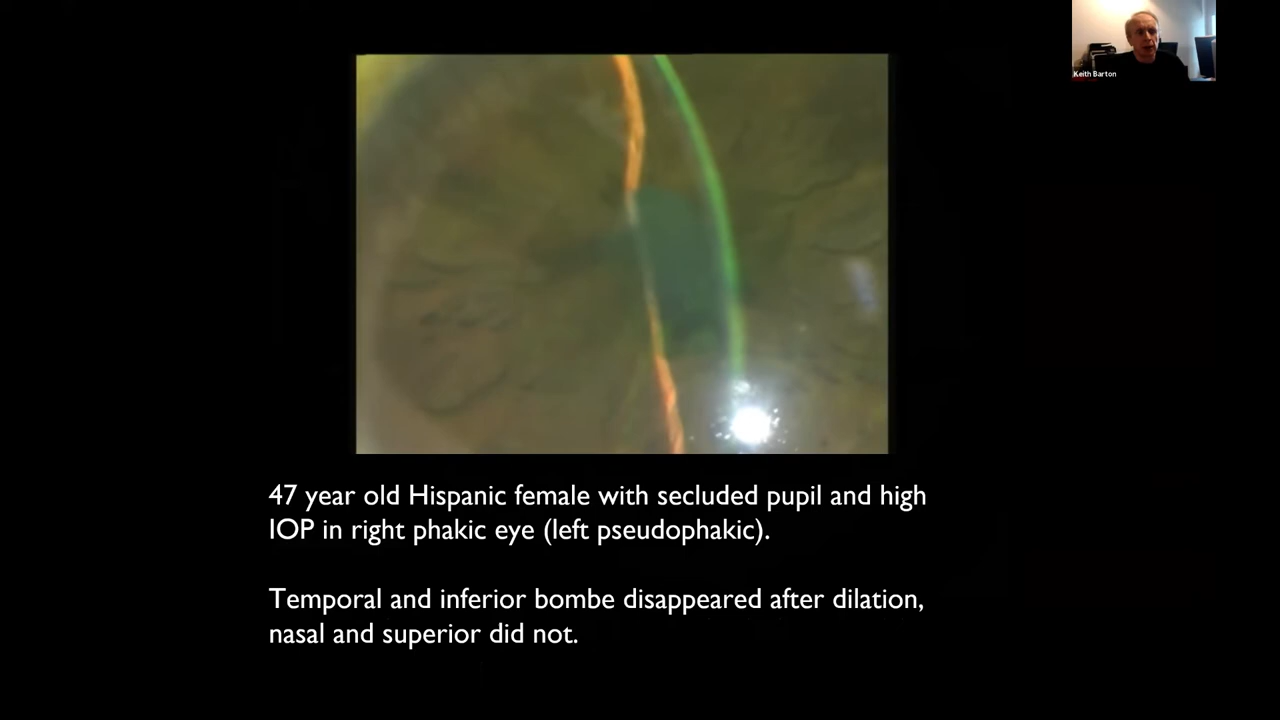 Keith Barton
47 year old Hispanic female with secluded pupil and high
IOP in right phakic eye (left pseudophakic).
Temporal and inferior bombe disappeared after dilation,
nasal and superior did not.